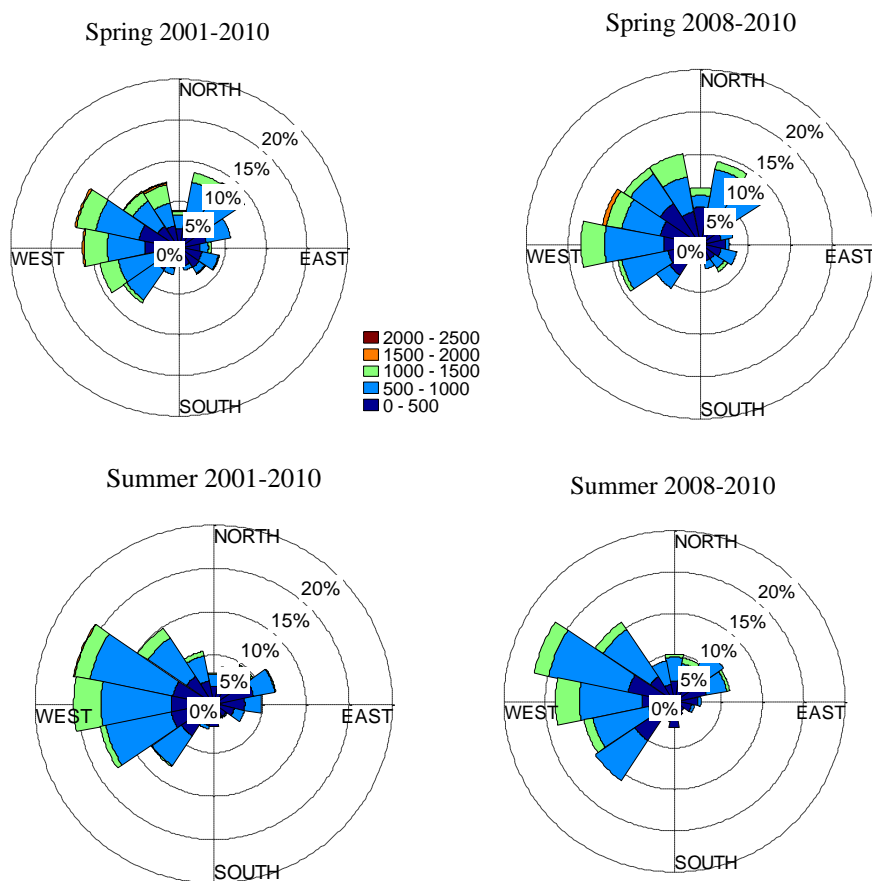 Spring 2001-2010
NORTH
20%
15%
10%
5%
0%
WEST
EAST
SOUTH
Spring 2008-2010
NORTH
20%
15%
10%
5%
0%
WEST
EAST
SOUTH
2000 - 2500
1500 - 2000
1000 - 1500
500 - 1000
0 - 500
Summer 2001-2010
NORTH
20%
15%
10%
5%
0%
WEST
EAST
SOUTH
Summer 2008-2010
NORTH
20%
15%
10%
5%
0%
WEST
EAST
SOUTH